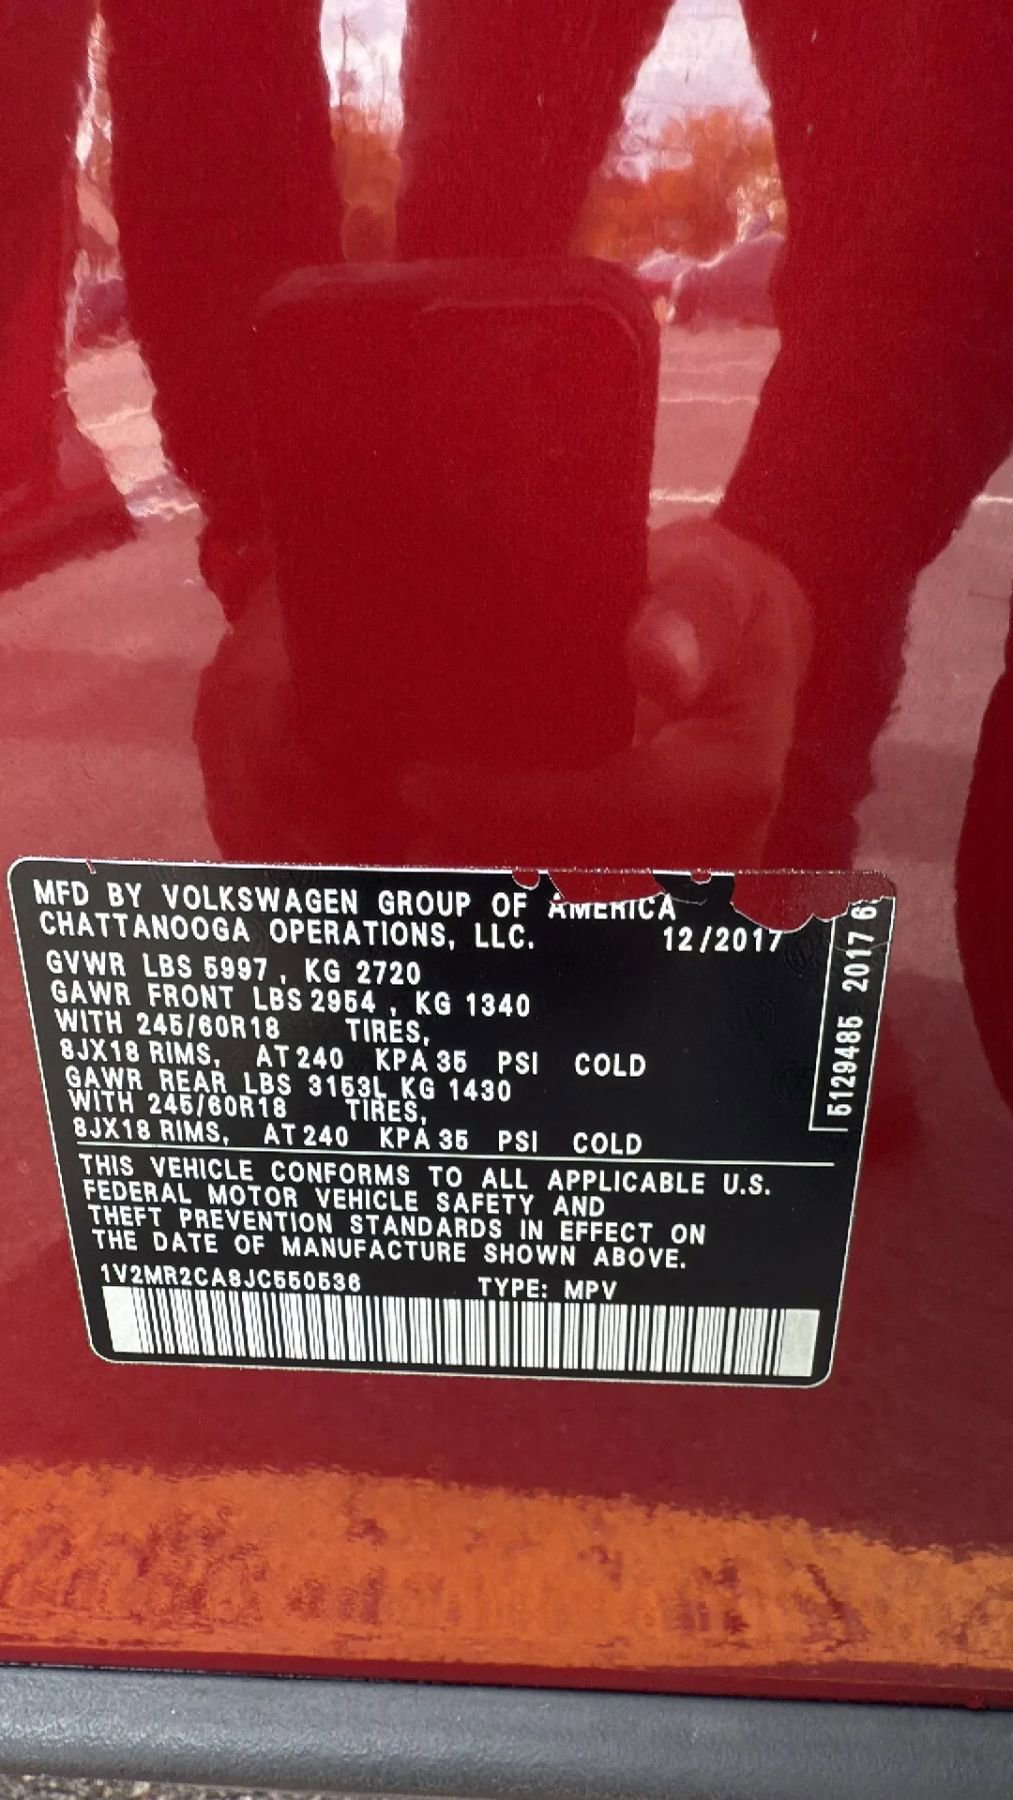 MFD BY VOLKSWAGEN GROUP OF AMERICA
CHATTANOOGA OPERATIONS, LLC. 12/2017
GVWR LBS 5997, KG 2720
GAWR FRONT LBS 2954, KG 1340
WITH 245/60R18 TIRES,
8JX18 RIMS, AT 240 KPA 35 PSI COLD
GAWR REAR LBS 3153L KG 1430
WITH 245/60R18 TIRES,
8JX18 RIMS, AT 240 KPA 35 PSI COLD
THIS VEHICLE CONFORMS TO ALL APPLICABLE U.S.
FEDERAL MOTOR VEHICLE SAFETY AND
THEFT PREVENTION STANDARDS IN EFFECT ON
THE DATE OF MANUFACTURE SHOWN ABOVE.
1V2MR2CA8JC550536 TYPE: MPV
5129485 2017 6